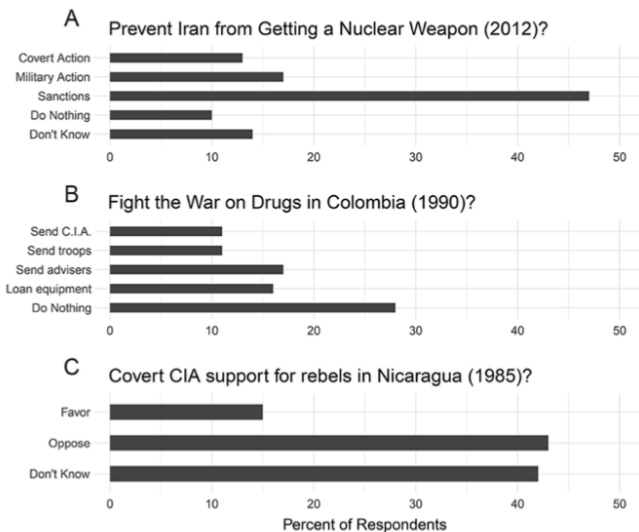 A
Prevent Iran from Getting a Nuclear Weapon (2012)?
Covert Action
Military Action
Sanctions
Do Nothing
Don't Know
0 10 20 30 40 50
B
Fight the War on Drugs in Colombia (1990)?
Send C.I.A.
Send troops
Send advisers
Loan equipment
Do Nothing
0 10 20 30 40 50
C
Covert CIA support for rebels in Nicaragua (1985)?
Favor
Oppose
Don't Know
0 10 20 30 40 50
Percent of Respondents